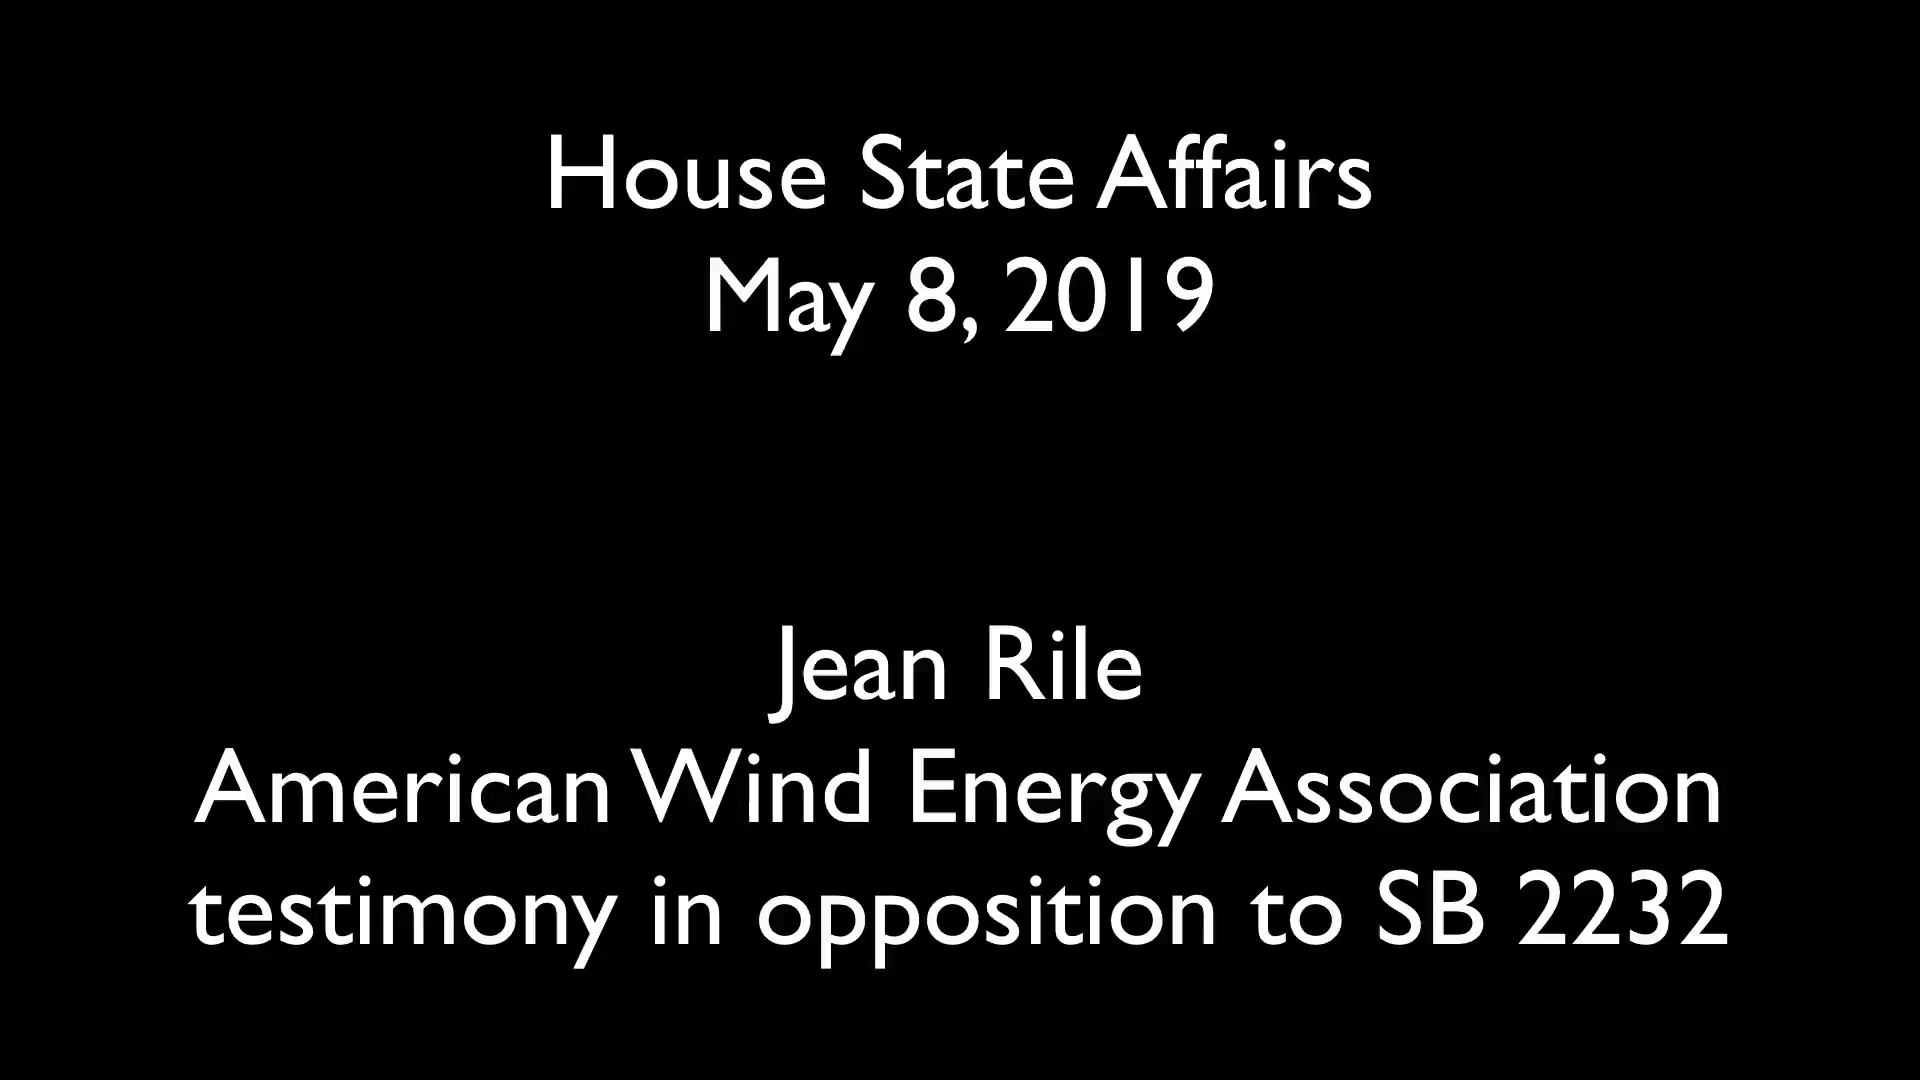 House State Affairs
May 8, 2019
Jean Rile
American Wind Energy Association
testimony in opposition to SB 2232